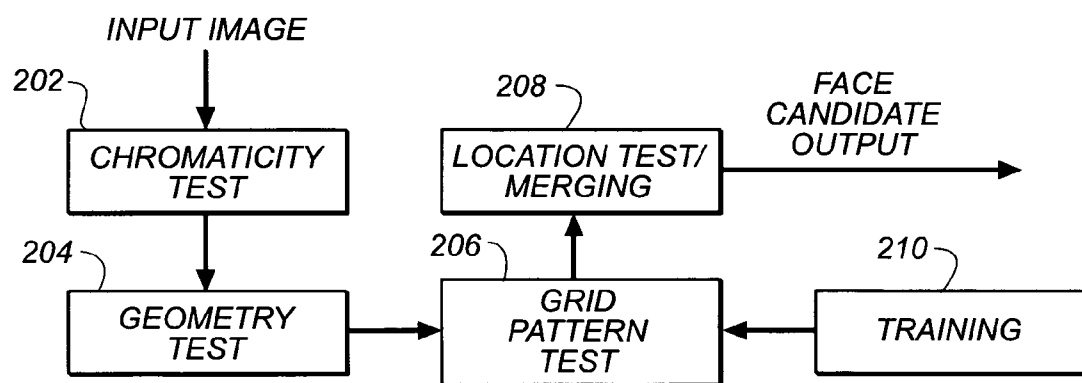 INPUT IMAGE
202
CHROMATICITY
TEST
204
GEOMETRY
TEST
206
GRID
PATTERN
TEST
208
LOCATION TEST/
MERGING
FACE
CANDIDATE
OUTPUT
210
TRAINING